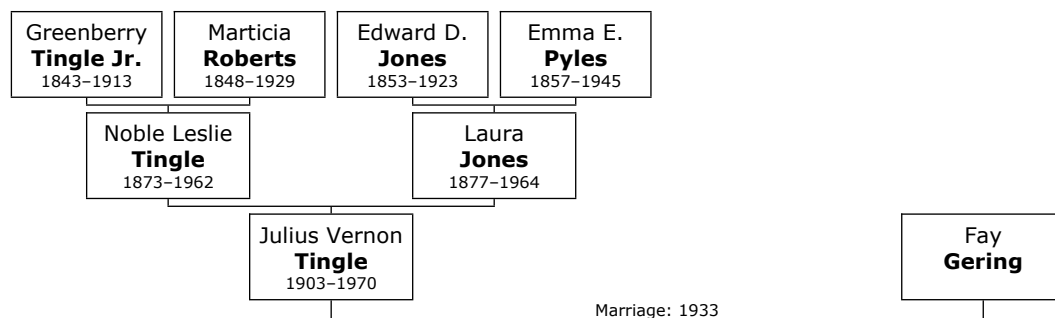 Greenberry
Tingle Jr.
1843–1913
Marticia
Roberts
1848–1929
Edward D.
Jones
1853–1923
Emma E.
Pyles
1857–1945
Noble Leslie
Tingle
1873–1962
Laura
Jones
1877–1964
Julius Vernon
Tingle
1903–1970
Fay
Gering
Marriage: 1933